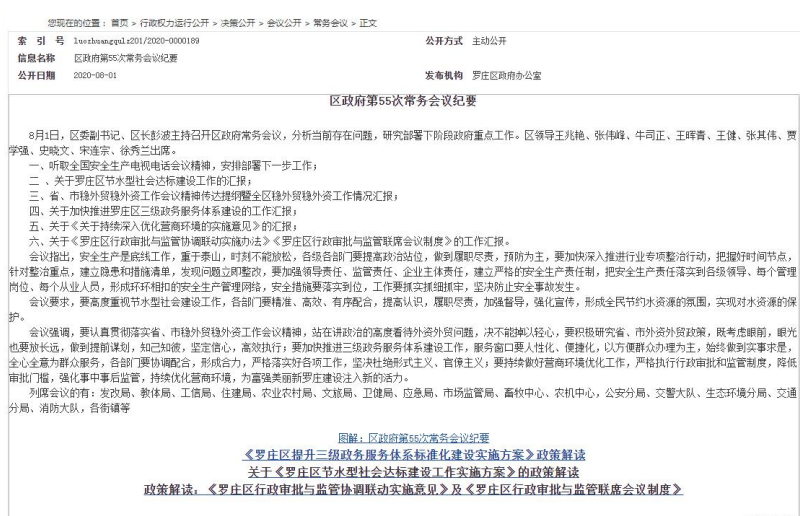 您现在的位置： 首页 > 行政权力运行公开 > 决策公开 > 会议公开 > 常务会议 > 正文
索 引 号 luozhuangqulz201/2020-0000189 公开方式 主动公开
信息名称 区政府第55次常务会议纪要
公开日期 2020-08-01 发布机构 罗庄区政府办公室
区政府第55次常务会议纪要
8月1日，区委副书记、区长彭波主持召开区政府常务会议，分析当前存在问题，研究部署下阶段政府重点工作。区领导王兆艳、张伟峰、牛司正、王晖青、王健、张其伟、贾
学强、史晓文、宋连宗、徐秀兰出席。
一、听取全国安全生产电视电话会议精神，安排部署下一步工作；
二 、关于罗庄区节水型社会达标建设工作的汇报；
三、省、市稳外贸稳外资工作会议精神传达提纲暨全区稳外贸稳外资工作情况汇报；
四、关于加快推进罗庄区三级政务服务体系建设的工作汇报；
五、关于《关于持续深入优化营商环境的实施意见》的汇报；
六、关于《罗庄区行政审批与监管协调联动实施办法》《罗庄区行政审批与监管联席会议制度》的工作汇报。
会议指出，安全生产是底线工作，重于泰山，时刻不能放松，各级各部门要提高政治站位，做到履职尽责，预防为主，要加快深入推进行业专项整治行动，把握好时间节点，
针对整治重点，建立隐患和措施清单，发现问题立即整改，要加强领导责任、监管责任、企业主体责任，建立严格的安全生产责任制，把安全生产责任落实到各级领导、每个管理
岗位、每个从业人员，形成环环相扣的安全生产管理网络，安全措施要落实到位，工作要抓实抓细抓牢，坚决防止安全事故发生。
会议要求，要高度重视节水型社会建设工作，各部门要精准、高效、有序配合，提高认识，履职尽责，加强督导，强化宣传，形成全民节约水资源的氛围，实现对水资源的保
护。
会议强调，要认真贯彻落实省、市稳外贸稳外资工作会议精神，站在讲政治的高度看待外资外贸问题，决不能掉以轻心，要积极研究省、市外资外贸政策，既考虑眼前，眼光
也要放长远，做到提前谋划，知己知彼，坚定信心，高效执行；要加快推进三级政务服务体系建设工作，服务窗口要人性化、便捷化，以方便群众办理为主，始终做到实事求是，
全心全意为群众服务，各部门要协调配合，形成合力，严格落实好各项工作，坚决杜绝形式主义、官僚主义；要持续做好营商环境优化工作，严格执行行政审批和监管制度，降低
审批门槛，强化事中事后监管，持续优化营商环境，为富强美丽新罗庄建设注入新的活力。
列席会议的有：发改局、教体局、工信局、住建局、农业农村局、文旅局、卫健局、应急局、市场监管局、畜牧中心、农机中心，公安分局、交警大队、生态环境分局、交通
分局、消防大队，各街镇等
图解：区政府第55次常务会议纪要
《罗庄区提升三级政务服务体系标准化建设实施方案》政策解读
关于《罗庄区节水型社会达标建设工作实施方案》的政策解读
政策解读：《罗庄区行政审批与监管协调联动实施意见》及《罗庄区行政审批与监管联席会议制度》